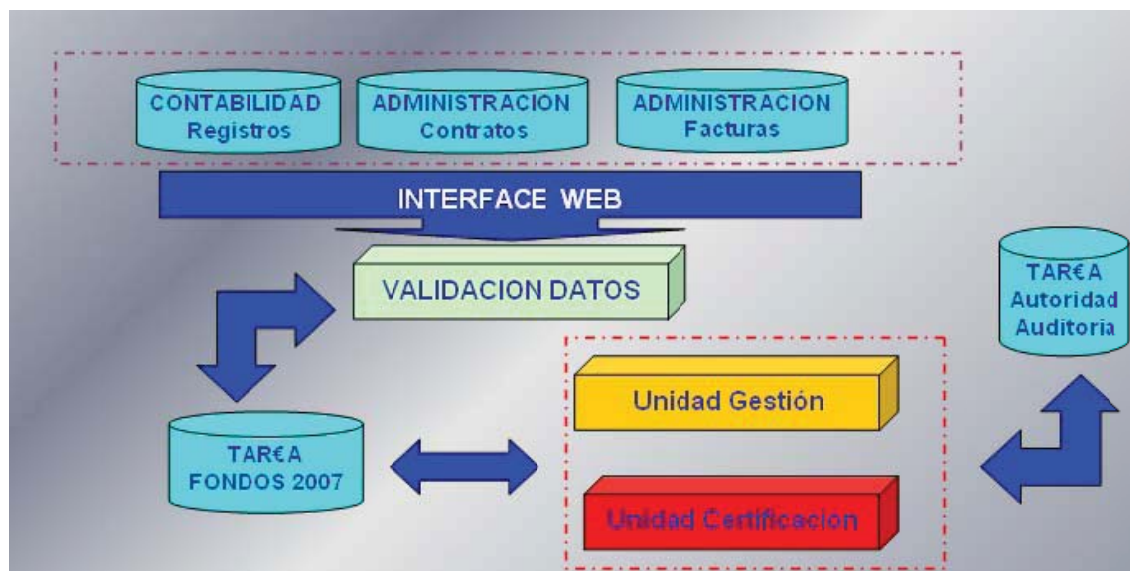 CONTABILIDAD
Registros
ADMINISTRACION
Contratos
ADMINISTRACION
Facturas
INTERFACE WEB
VALIDACION DATOS
TAR€A
Autoridad
Auditoria
Unidad Gestión
TAR€A
FONDOS 2007
Unidad Certificacion